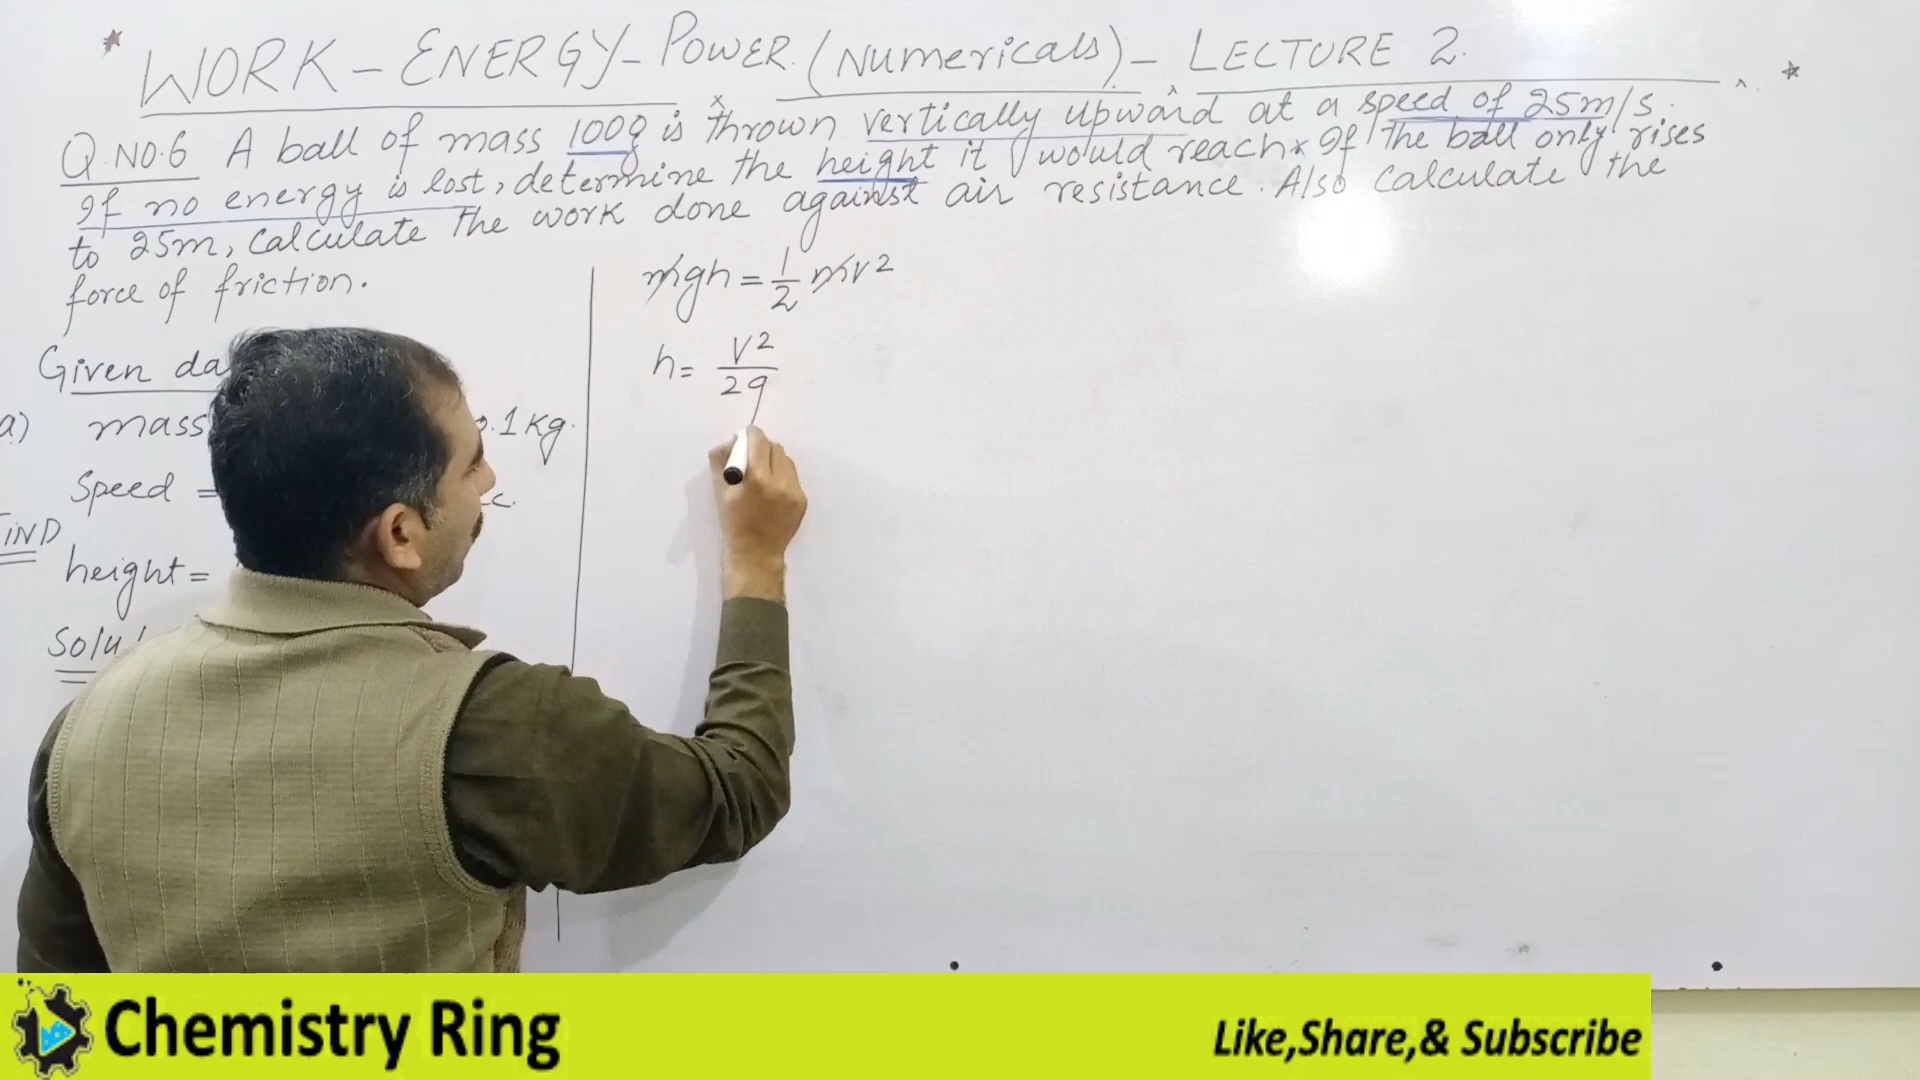 WORK - ENERGY - POWER (Numericals) - LECTURE 2.
Q.NO.6 A ball of mass 100g is thrown vertically upward at a speed of 25m/s.
If no energy is lost, determine the height it would reach. If the ball only rises
to 25m, calculate the work done against air resistance. Also calculate the
force of friction.
Given da
a) mass 0.1 kg.
Speed =
FIND
height =
Solu
mgh = 1/2 mv²
h = V²/2g
Chemistry Ring
Like,Share,& Subscribe